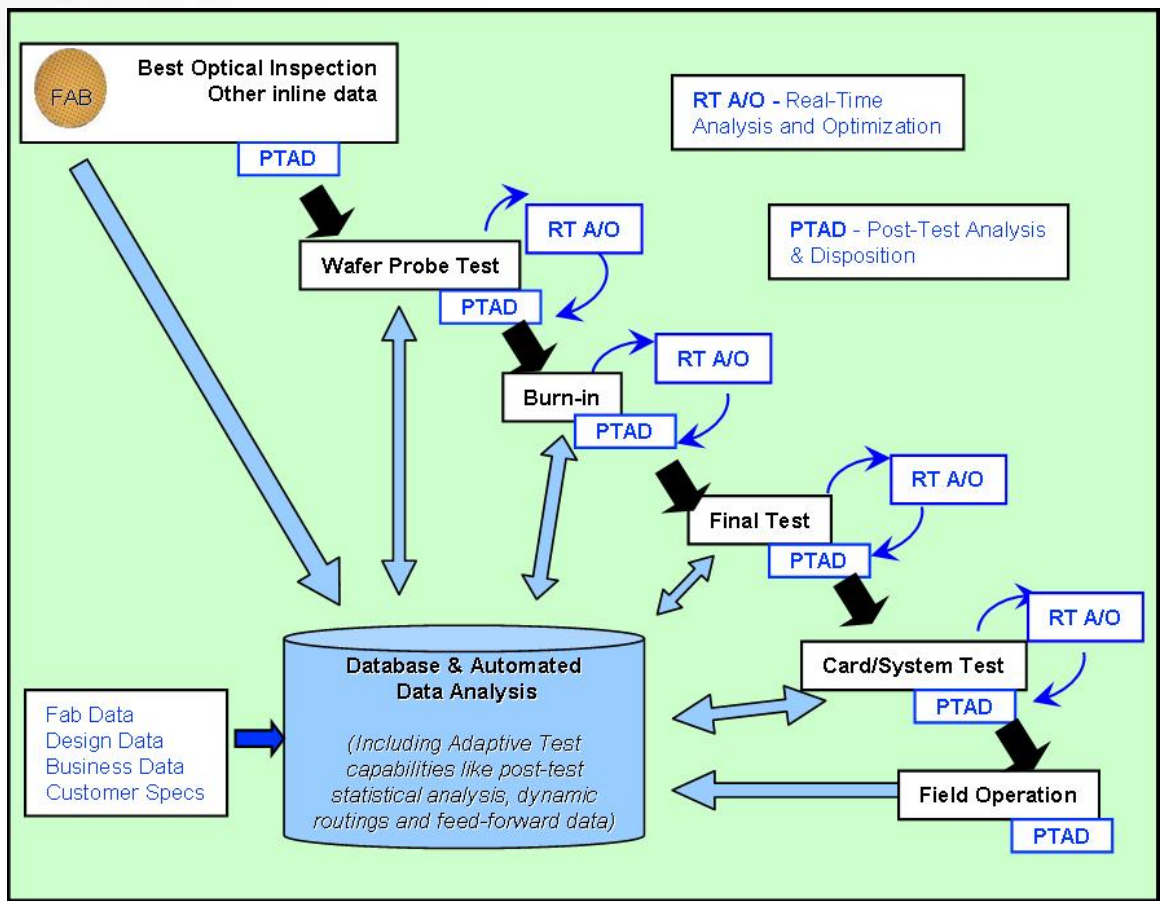 FAB
Best Optical Inspection
Other inline data
PTAD
RT A/O - Real-Time
Analysis and Optimization
PTAD - Post-Test Analysis
& Disposition
RT A/O
Wafer Probe Test
PTAD
RT A/O
Burn-in
PTAD
RT A/O
Final Test
PTAD
RT A/O
Card/System Test
PTAD
Field Operation
PTAD
Database & Automated
Data Analysis
(Including Adaptive Test
capabilities like post-test
statistical analysis, dynamic
routings and feed-forward data)
Fab Data
Design Data
Business Data
Customer Specs